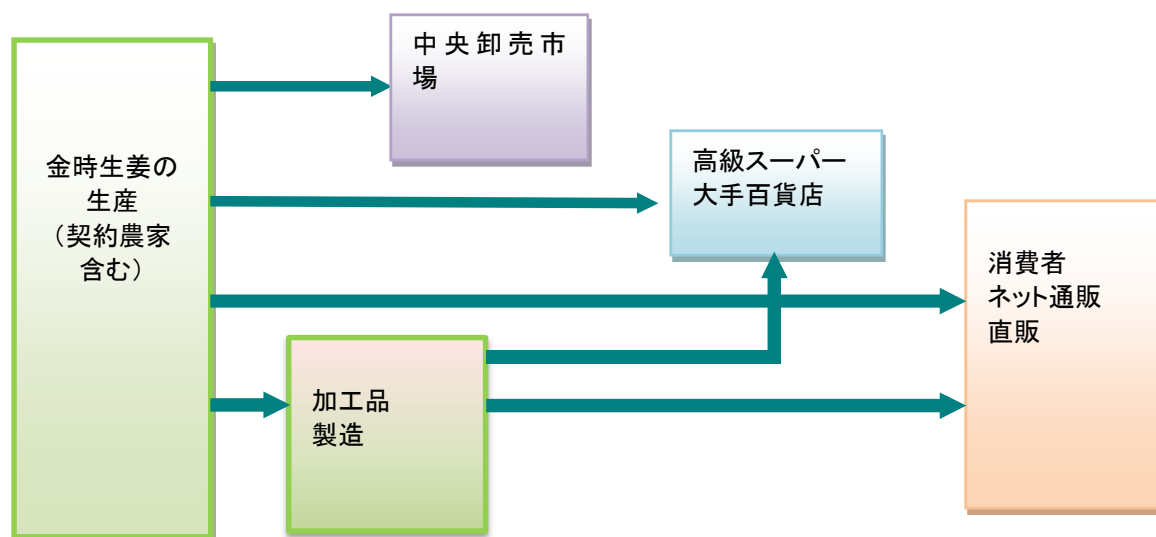 金時生姜の
生産
(契約農家
含む)
中央卸売市
場
高級スーパー
大手百貨店
消費者
ネット通販
直販
加工品
製造